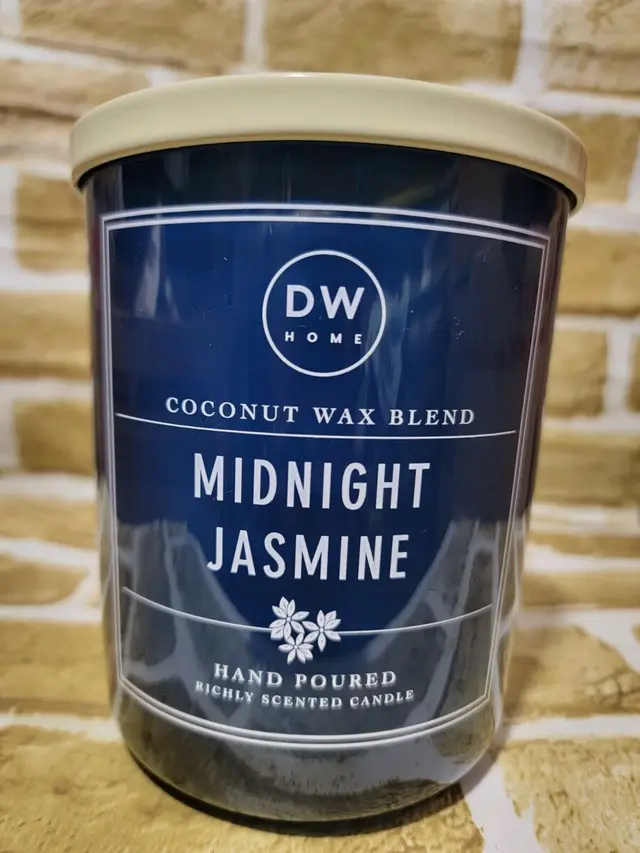 DW
HOME
COCONUT WAX BLEND
MIDNIGHT
JASMINE
HAND POURED
RICHLY SCENTED CANDLE